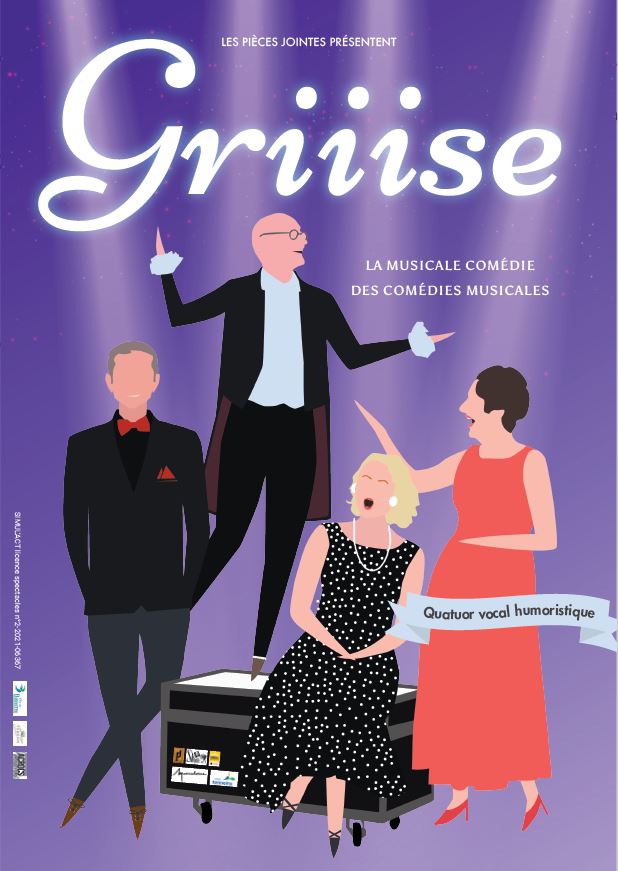 LES PIÈCES JOINTES PRÉSENTENT
Griiise
LA MUSICALE COMÉDIE
DES COMÉDIES MUSICALES
Quatuor vocal humoristique